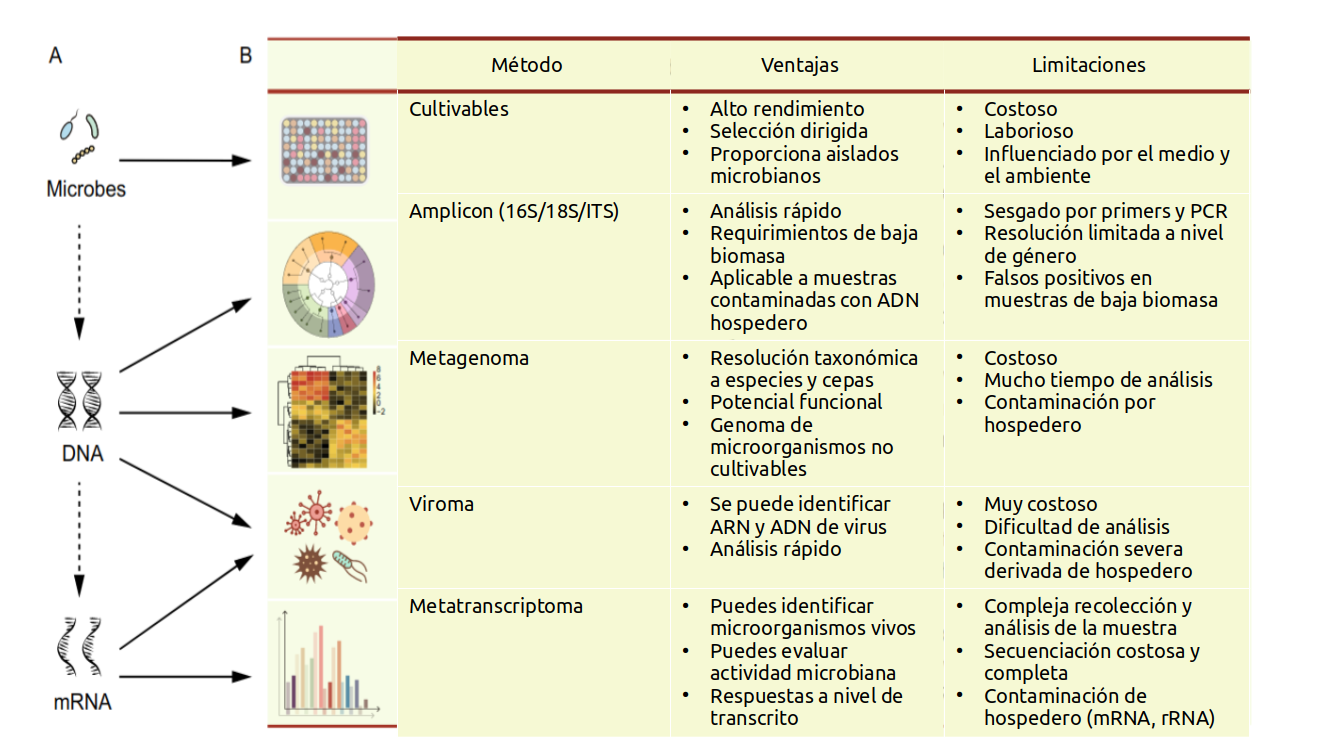 A
B
Método
Ventajas
Limitaciones
Microbes
DNA
mRNA
Cultivables
• Alto rendimiento
• Selección dirigida
• Proporciona aislados
microbianos
• Costoso
• Laborioso
• Influenciado por el medio y
el ambiente
Amplicon (16S/18S/ITS)
• Análisis rápido
• Requirimientos de baja
biomasa
• Aplicable a muestras
contaminadas con ADN
hospedero
• Sesgado por primers y PCR
• Resolución limitada a nivel
de género
• Falsos positivos en
muestras de baja biomasa
8
6
4
2
0
−2
Metagenoma
• Resolución taxonómica
a especies y cepas
• Potencial funcional
• Genoma de
microorganismos no
cultivables
• Costoso
• Mucho tiempo de análisis
• Contaminación por
hospedero
Viroma
• Se puede identificar
ARN y ADN de virus
• Análisis rápido
• Muy costoso
• Dificultad de análisis
• Contaminación severa
derivada de hospedero
Metatranscriptoma
• Puedes identificar
microorganismos vivos
• Puedes evaluar
actividad microbiana
• Respuestas a nivel de
transcrito
• Compleja recolección y
análisis de la muestra
• Secuenciación costosa y
completa
• Contaminación de
hospedero (mRNA, rRNA)